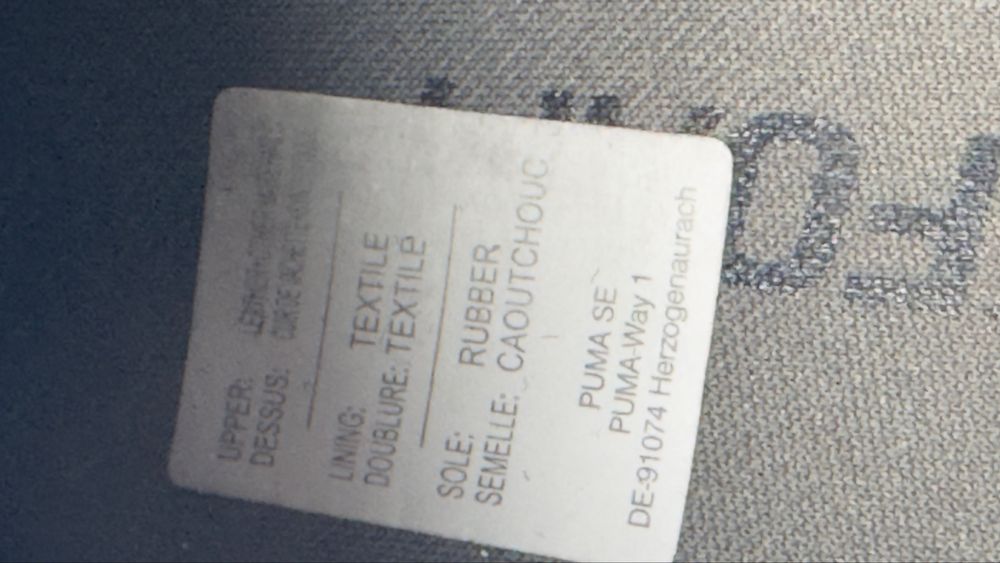 UPPER:
DESSUS:
LINING: TEXTILE
DOUBLURE: TEXTILE
SOLE: RUBBER
SEMELLE: CAOUTCHOUC
PUMA SE
PUMA-Way 1
DE-91074 Herzogenaurach